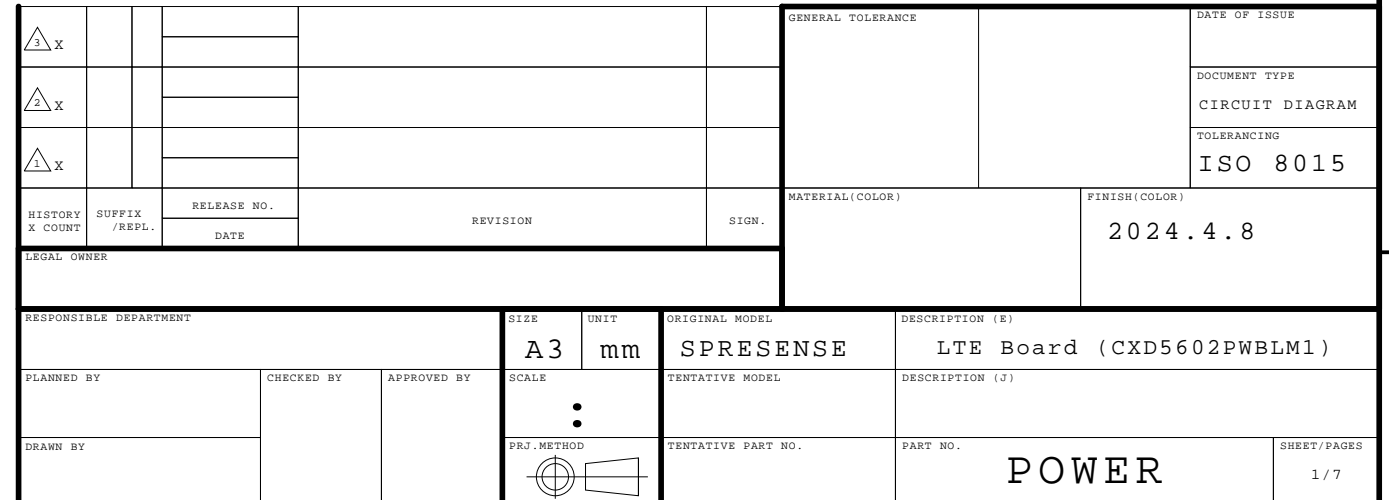 GENERAL TOLERANCE
DATE OF ISSUE
3 X
DOCUMENT TYPE
CIRCUIT DIAGRAM
2 X
TOLERANCING
ISO 8015
1 X
MATERIAL(COLOR)
FINISH(COLOR)
2024.4.8
HISTORY
X COUNT
SUFFIX
/REPL.
RELEASE NO.
DATE
REVISION
SIGN.
LEGAL OWNER
RESPONSIBLE DEPARTMENT
SIZE
A3
UNIT
mm
ORIGINAL MODEL
SPRESENSE
DESCRIPTION (E)
LTE Board (CXD5602PWBLM1)
PLANNED BY
CHECKED BY
APPROVED BY
SCALE
:
TENTATIVE MODEL
DESCRIPTION (J)
DRAWN BY
PRJ.METHOD
TENTATIVE PART NO.
PART NO.
POWER
SHEET/PAGES
1/7